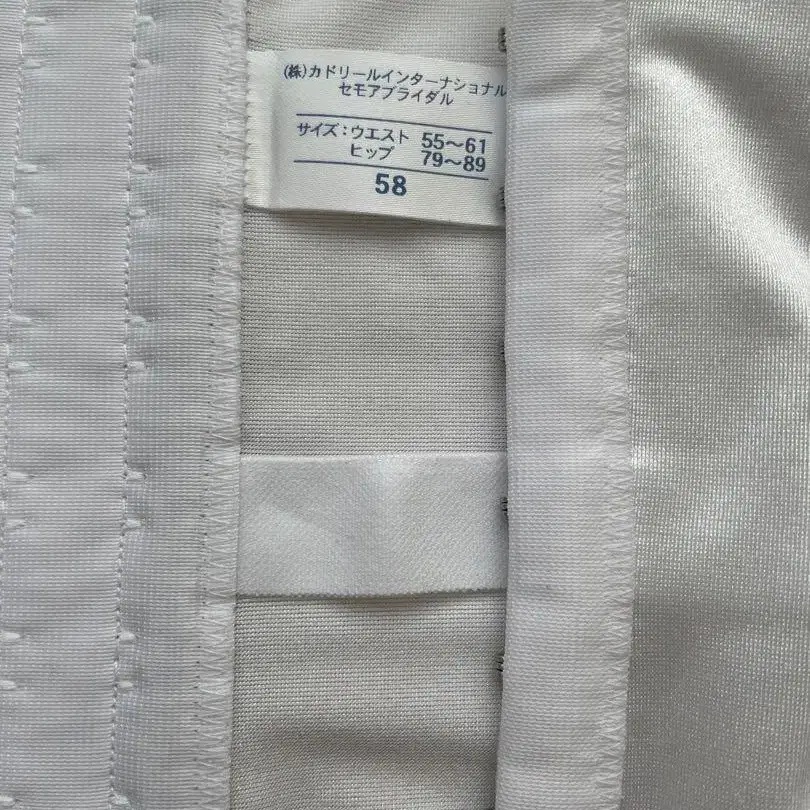 (株)カドリールインターナショナル
セモアブライダル
サイズ:ウエスト 55〜61
ヒップ 79〜89
58